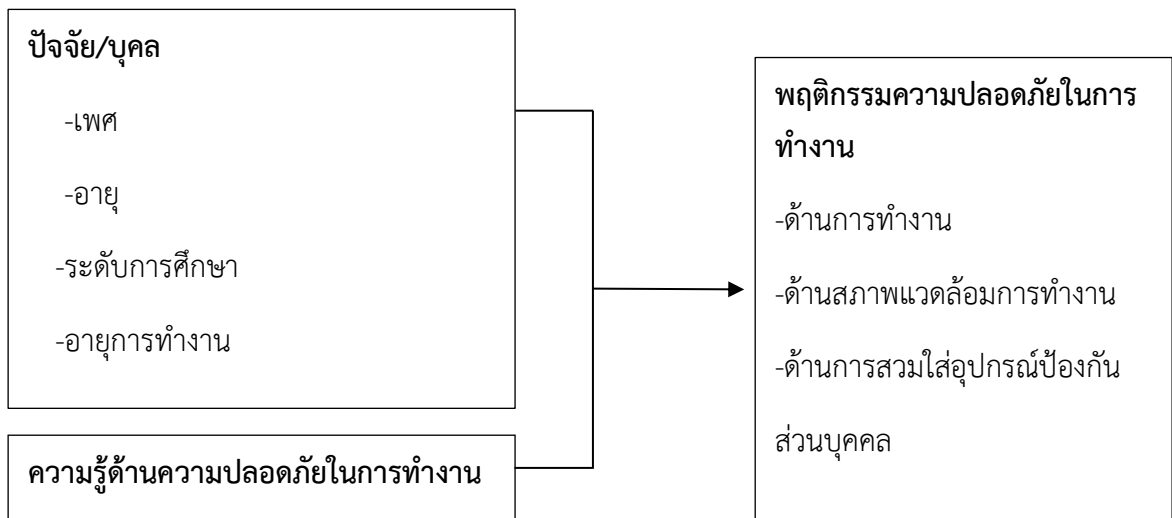 ปัจจัย/บุคล
-เพศ
-อายุ
-ระดับการศึกษา
-อายุการทำงาน
ความรู้ด้านความปลอดภัยในการทำงาน
พฤติกรรมความปลอดภัยในการ
ทำงาน
-ด้านการทำงาน
-ด้านสภาพแวดล้อมการทำงาน
-ด้านการสวมใส่อุปกรณ์ป้องกัน
ส่วนบุคคล